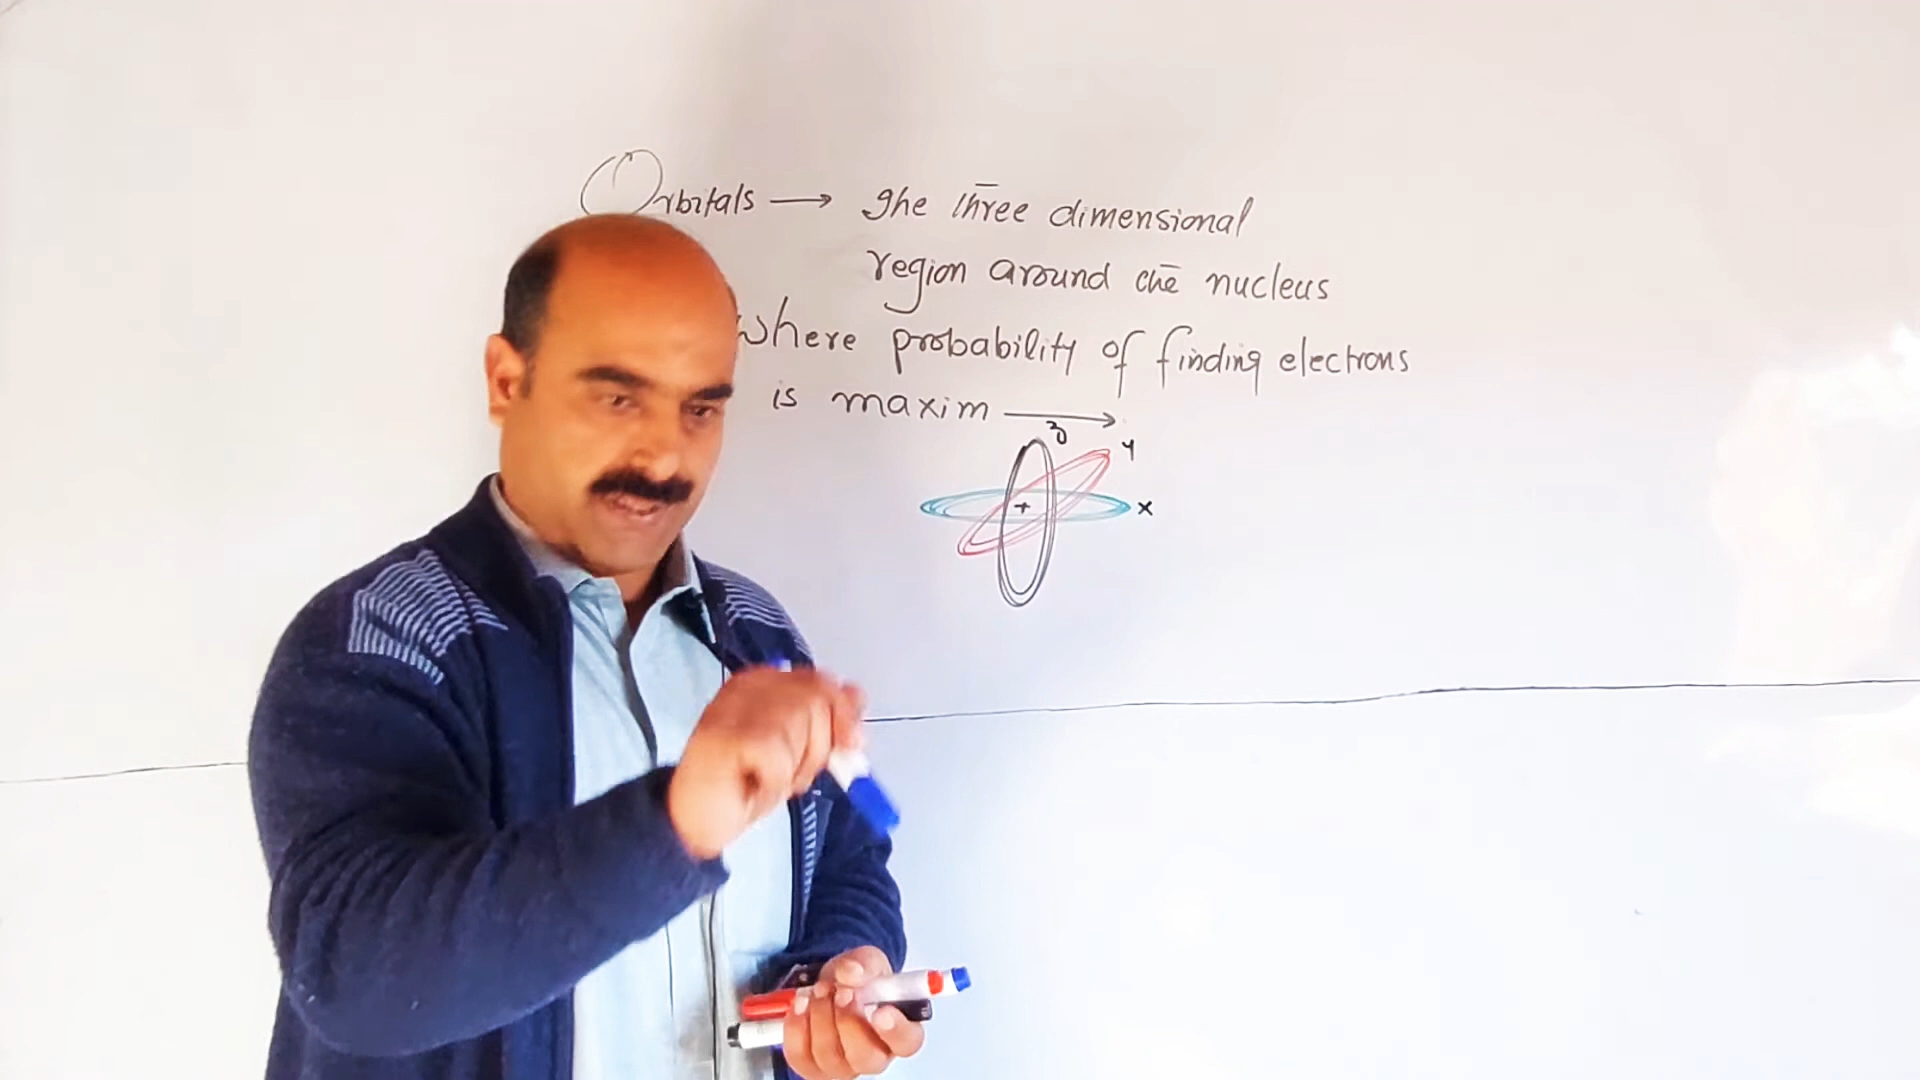 Orbitals → The three dimensional
region around the nucleus
where probability of finding electrons
is maxim →
z
y
+ x